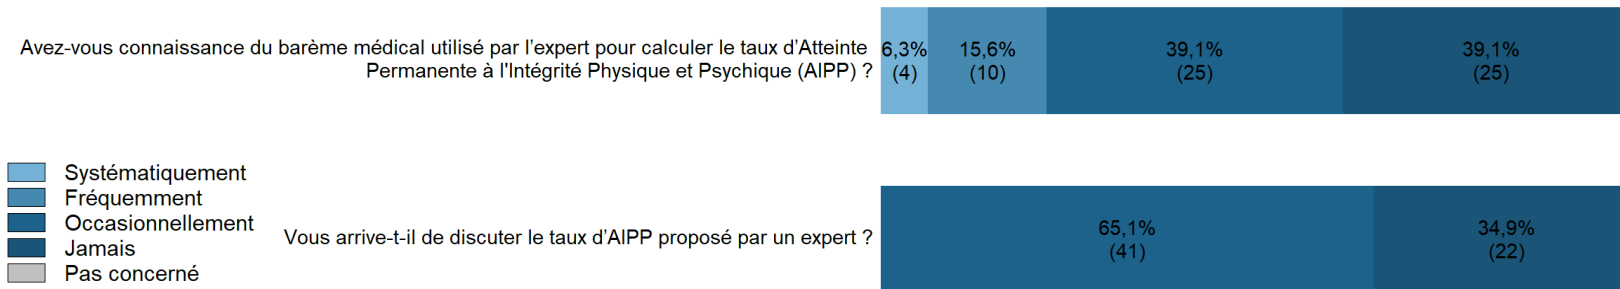 Avez-vous connaissance du barème médical utilisé par l’expert pour calculer le taux d’Atteinte
Permanente à l'Intégrité Physique et Psychique (AIPP) ?
6,3%
(4)
15,6%
(10)
39,1%
(25)
39,1%
(25)
Systématiquement
Fréquemment
Occasionnellement
Jamais
Pas concerné
Vous arrive-t-il de discuter le taux d’AIPP proposé par un expert ?
65,1%
(41)
34,9%
(22)